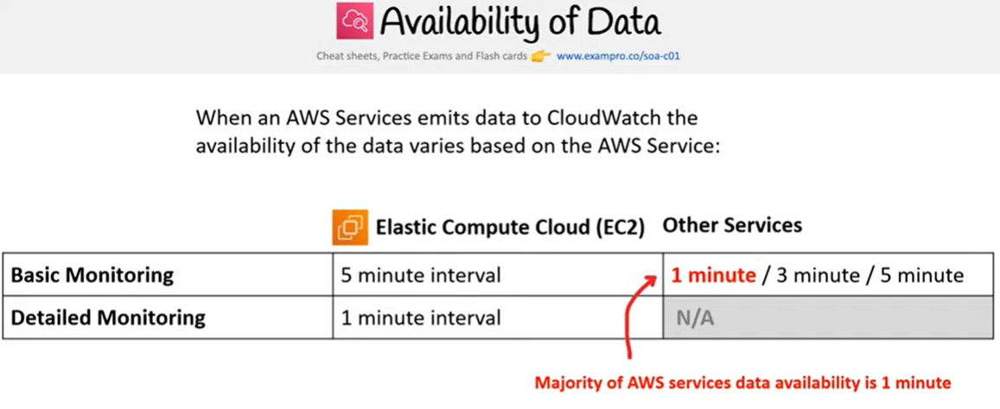 Availability of Data
Cheat sheets, Practice Exams and Flash cards 👉 www.exampro.co/soa-c01
When an AWS Services emits data to CloudWatch the
availability of the data varies based on the AWS Service:
Elastic Compute Cloud (EC2) Other Services
Basic Monitoring 5 minute interval 1 minute / 3 minute / 5 minute
Detailed Monitoring 1 minute interval N/A
Majority of AWS services data availability is 1 minute